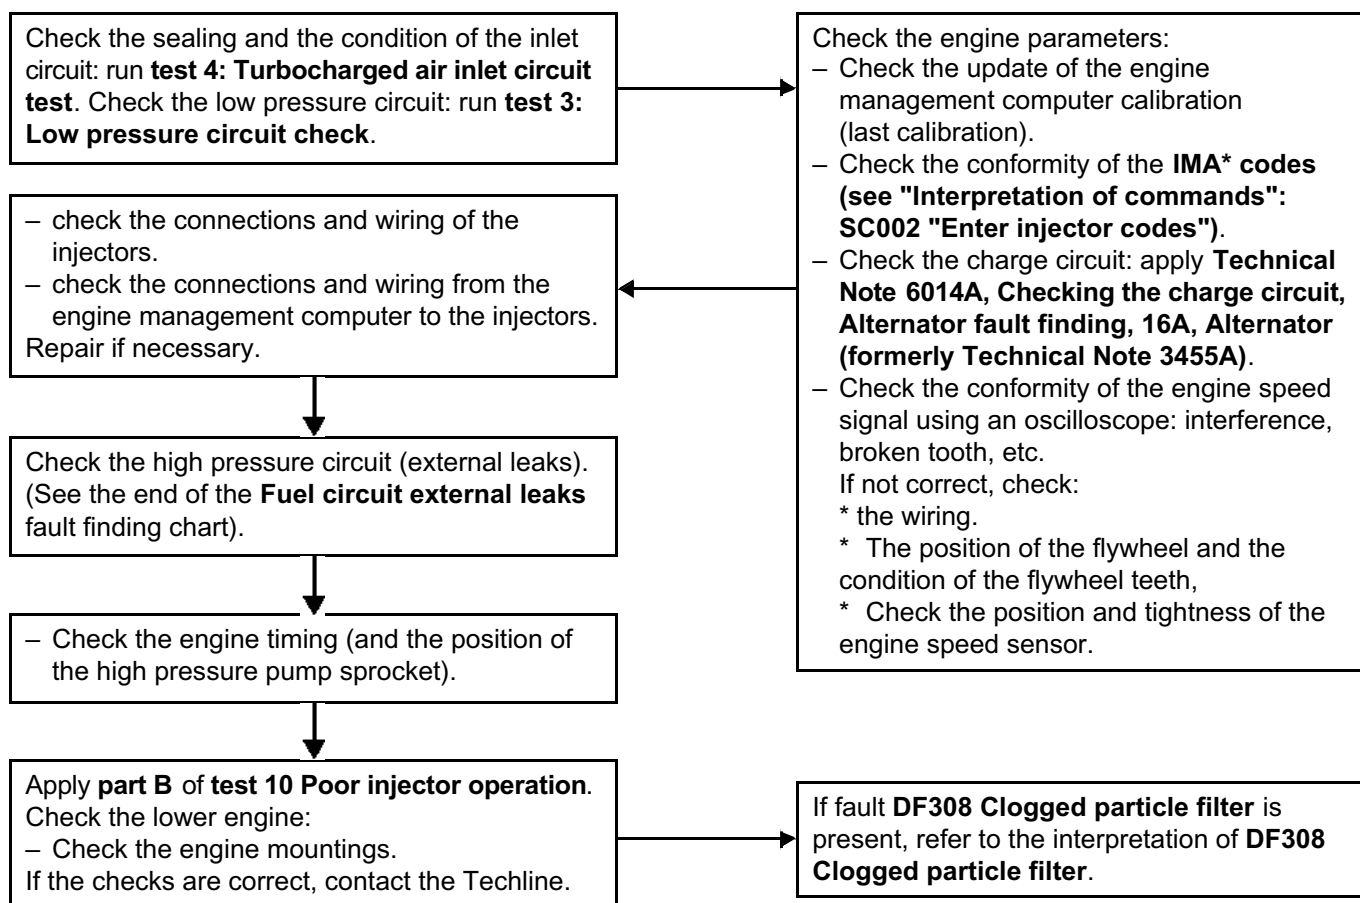 Check the sealing and the condition of the inlet
circuit: run test 4: Turbocharged air inlet circuit
test. Check the low pressure circuit: run test 3:
Low pressure circuit check.
Check the engine parameters:
– Check the update of the engine
management computer calibration
(last calibration).
– Check the conformity of the IMA* codes
(see "Interpretation of commands":
SC002 "Enter injector codes").
– Check the charge circuit: apply Technical
Note 6014A, Checking the charge circuit,
Alternator fault finding, 16A, Alternator
(formerly Technical Note 3455A).
– Check the conformity of the engine speed
signal using an oscilloscope: interference,
broken tooth, etc.
If not correct, check:
* the wiring.
* The position of the flywheel and the
condition of the flywheel teeth,
* Check the position and tightness of the
engine speed sensor.
– check the connections and wiring of the
injectors.
– check the connections and wiring from the
engine management computer to the injectors.
Repair if necessary.
Check the high pressure circuit (external leaks).
(See the end of the Fuel circuit external leaks
fault finding chart).
– Check the engine timing (and the position of
the high pressure pump sprocket).
Apply part B of test 10 Poor injector operation.
Check the lower engine:
– Check the engine mountings.
If the checks are correct, contact the Techline.
If fault DF308 Clogged particle filter is
present, refer to the interpretation of DF308
Clogged particle filter.